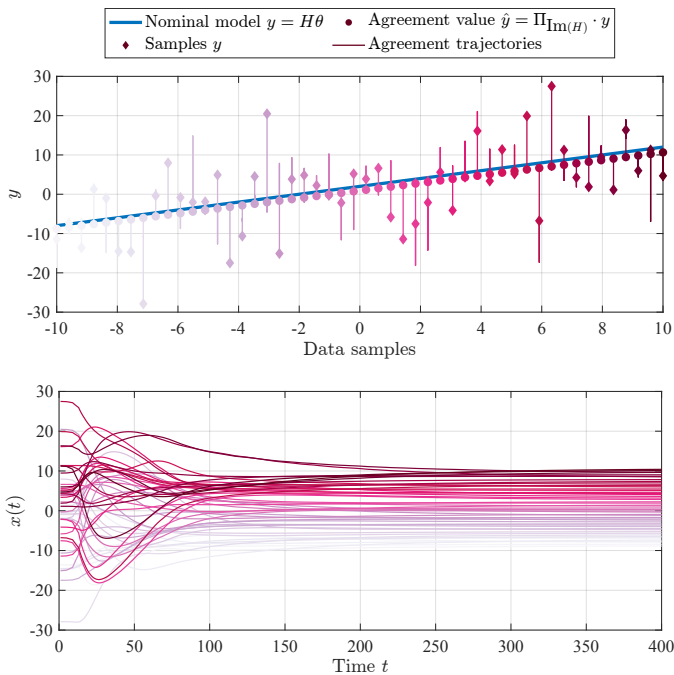 Nominal model y = Hθ
Agreement value ŷ = Π_Im(H) · y
Samples y
Agreement trajectories
30
20
10
0
-10
-20
-30
y
-10 -8 -6 -4 -2 0 2 4 6 8 10
Data samples
30
20
10
0
-10
-20
-30
x(t)
0 50 100 150 200 250 300 350 400
Time t